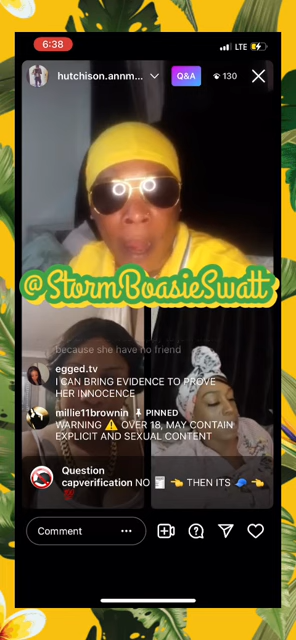 6:38
LTE
hutchison.annm...
Q&A
130
@StormBoasieSwatt
because she have no friend
egged.tv
I CAN BRING EVIDENCE TO PROVE
HER INNOCENCE
millie11brownin PINNED
WARNING ⚠️ OVER 18, MAY CONTAIN
EXPLICIT AND SEXUAL CONTENT
Question
capverification NO 🧾 👈 THEN ITS 🧢 👈
💯
Comment